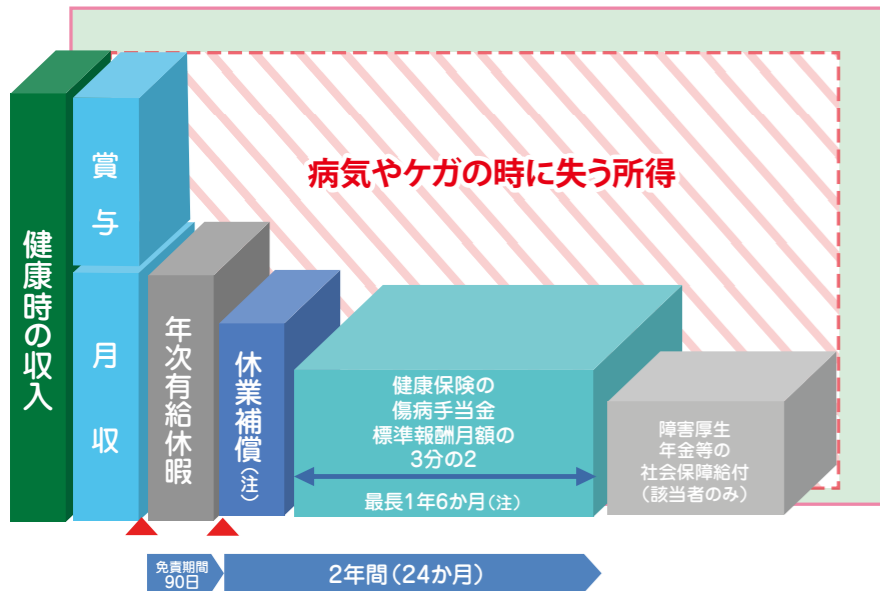 病気やケガの時に失う所得
健康時の収入
賞与
月収
年次有給休暇
休業補償(注)
健康保険の
傷病手当金
標準報酬月額の
3分の2
最長1年6か月(注)
障害厚生
年金等の
社会保障給付
(該当者のみ)
免責期間
90日
2年間(24か月)